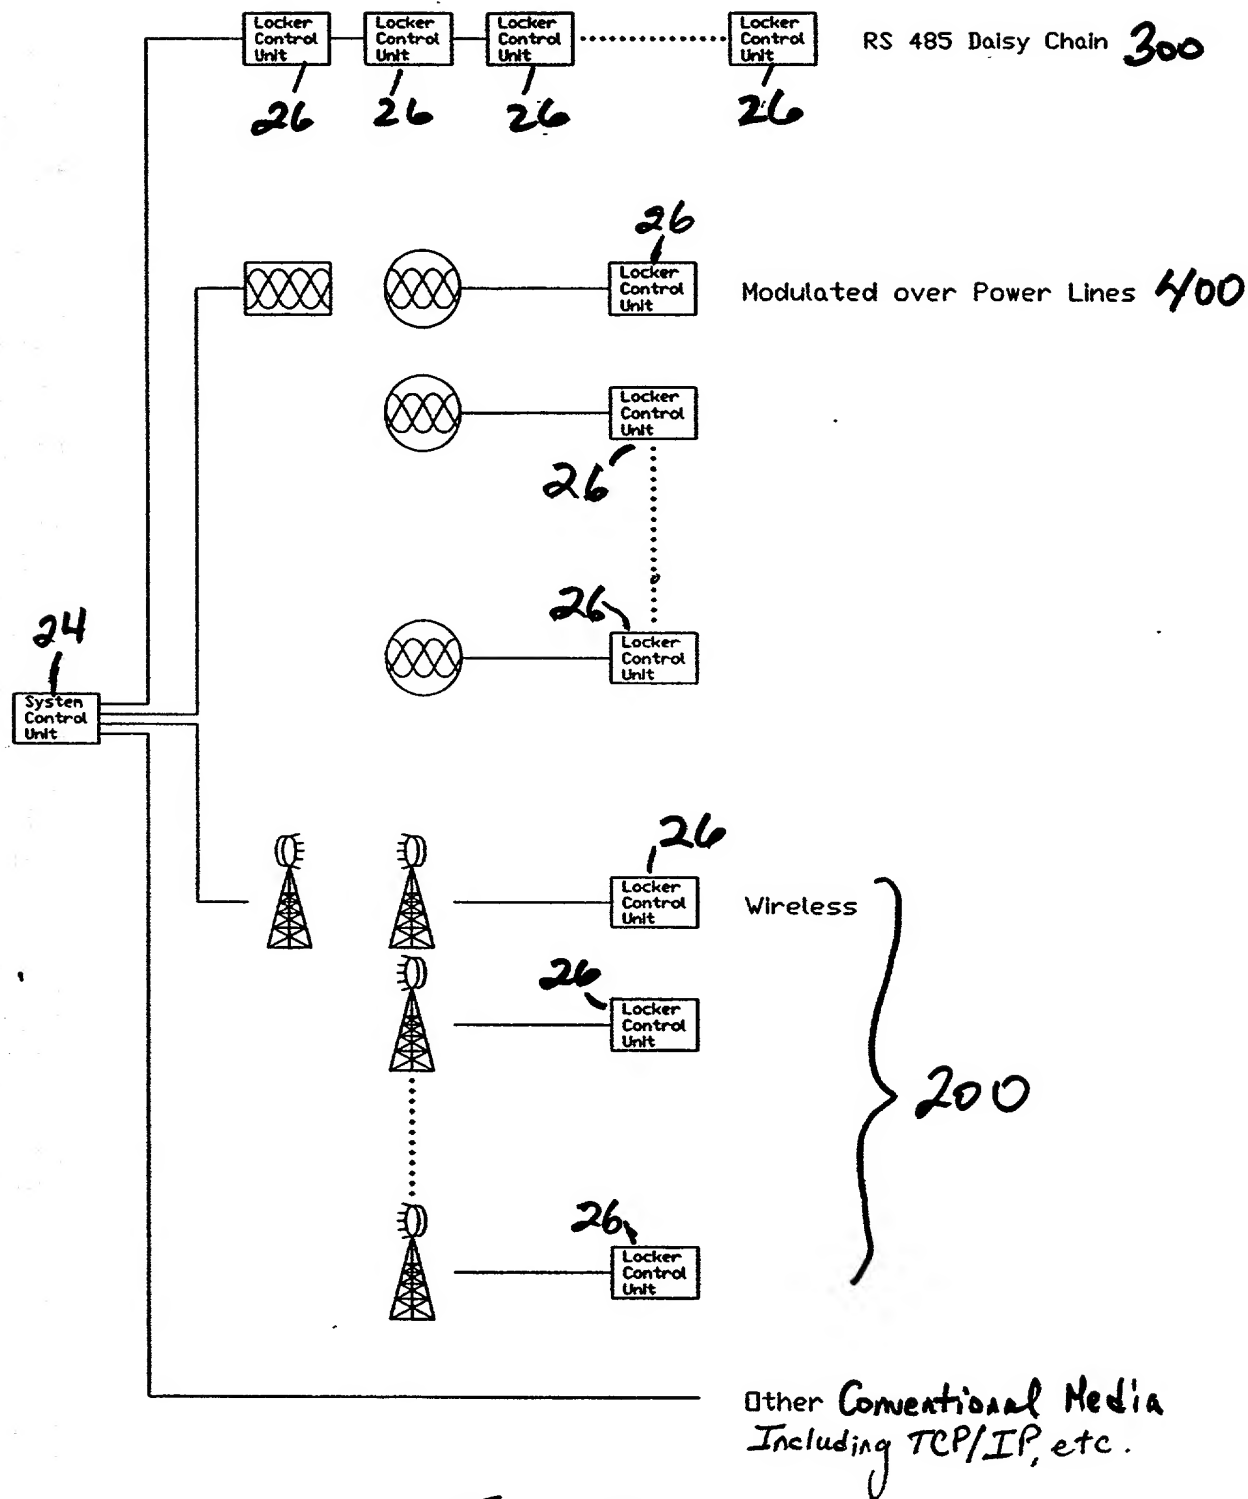 Locker Control Unit
Locker Control Unit
Locker Control Unit
Locker Control Unit
RS 485 Daisy Chain 300
26
26
26
26
26
Locker Control Unit
Modulated over Power Lines 400
Locker Control Unit
26
26
Locker Control Unit
24
System Control Unit
26
Locker Control Unit
Wireless
26
Locker Control Unit
200
26
Locker Control Unit
Other Conventional Media
Including TCP/IP, etc.